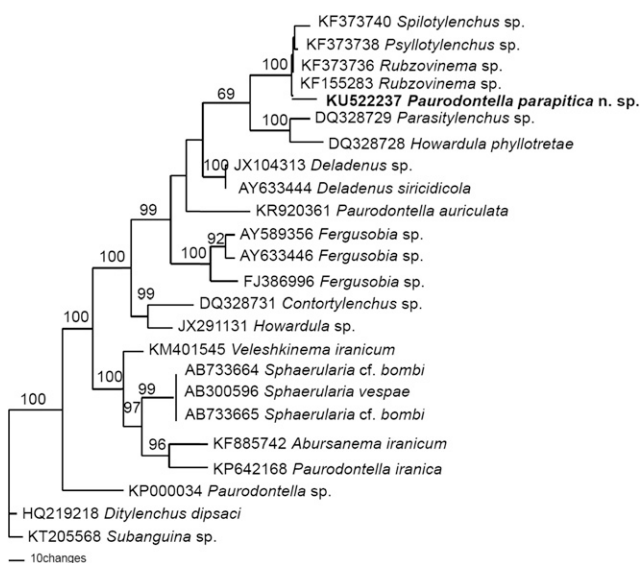 KF373740 Spilotylenchus sp.
KF373738 Psyllotylenchus sp.
KF373736 Rubzovinema sp.
100
KF155283 Rubzovinema sp.
69
KU522237 Paurodontella parapitica n. sp.
100
DQ328729 Parasitylenchus sp.
DQ328728 Howardula phyllotretae
100
JX104313 Deladenus sp.
AY633444 Deladenus siricidicola
99
KR920361 Paurodontella auriculata
92
AY589356 Fergusobia sp.
100
AY633446 Fergusobia sp.
100
FJ386996 Fergusobia sp.
99
DQ328731 Contortylenchus sp.
100
JX291131 Howardula sp.
KM401545 Veleshkinema iranicum
100
AB733664 Sphaerularia cf. bombi
99
AB300596 Sphaerularia vespae
100
97
AB733665 Sphaerularia cf. bombi
96
KF885742 Abursanema iranicum
KP642168 Paurodontella iranica
KP000034 Paurodontella sp.
HQ219218 Ditylenchus dipsaci
KT205568 Subanguina sp.
10changes